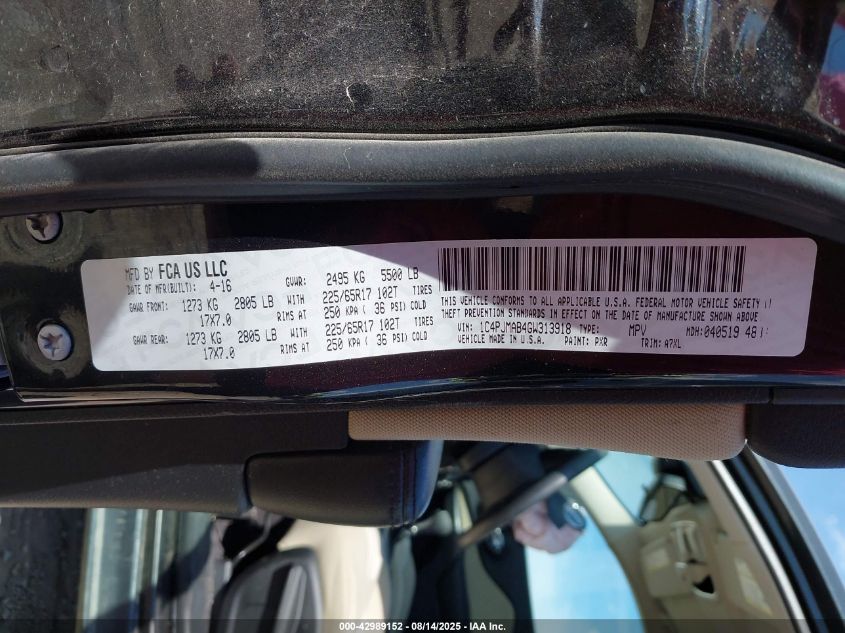 MFD BY FCA US LLC
DATE OF MFR(BUILT): 4-16 GVWR: 2495 KG 5500 LB
GAWR FRONT: 1273 KG 2805 LB WITH 225/65R17 102T TIRES
17X7.0 RIMS AT 250 KPA ( 36 PSI) COLD
GAWR REAR: 1273 KG 2805 LB WITH 225/65R17 102T TIRES
17X7.0 RIMS AT 250 KPA ( 36 PSI) COLD
THIS VEHICLE CONFORMS TO ALL APPLICABLE U.S.A. FEDERAL MOTOR VEHICLE SAFETY
THEFT PREVENTION STANDARDS IN EFFECT ON THE DATE OF MANUFACTURE SHOWN ABOVE.
VIN: 1C4PJMAB4GW313918 TYPE: MPV MDH: 040519 48
VEHICLE MADE IN U.S.A. PAINT: PXR TRIM: A7XL
000-42989152 - 08/14/2025 - IAA Inc.